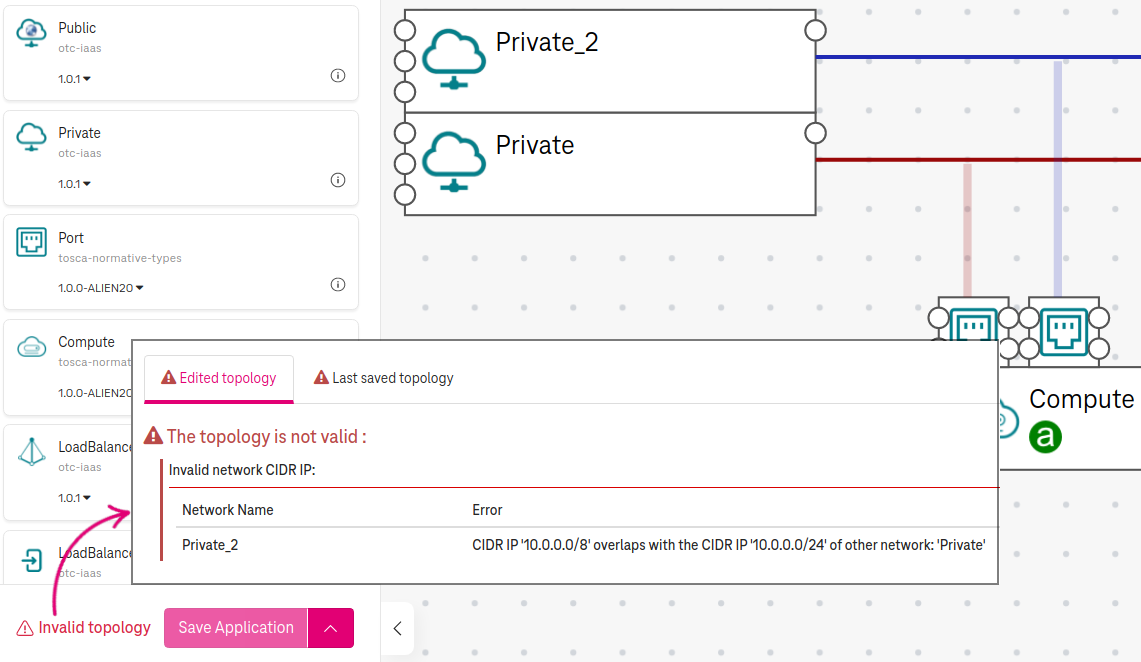 Public
otc-iaas
1.0.1
Private
otc-iaas
1.0.1
Port
tosca-normative-types
1.0.0-ALIEN20
Compute
tosca-normat
1.0.0-ALIEN20
LoadBalance
otc-iaas
1.0.1
LoadBalance
otc-iaas
Invalid topology
Save Application
Private_2
Private
Compute
a
Edited topology
Last saved topology
The topology is not valid :
Invalid network CIDR IP:
Network Name Error
Private_2 CIDR IP '10.0.0.0/8' overlaps with the CIDR IP '10.0.0.0/24' of other network: 'Private'